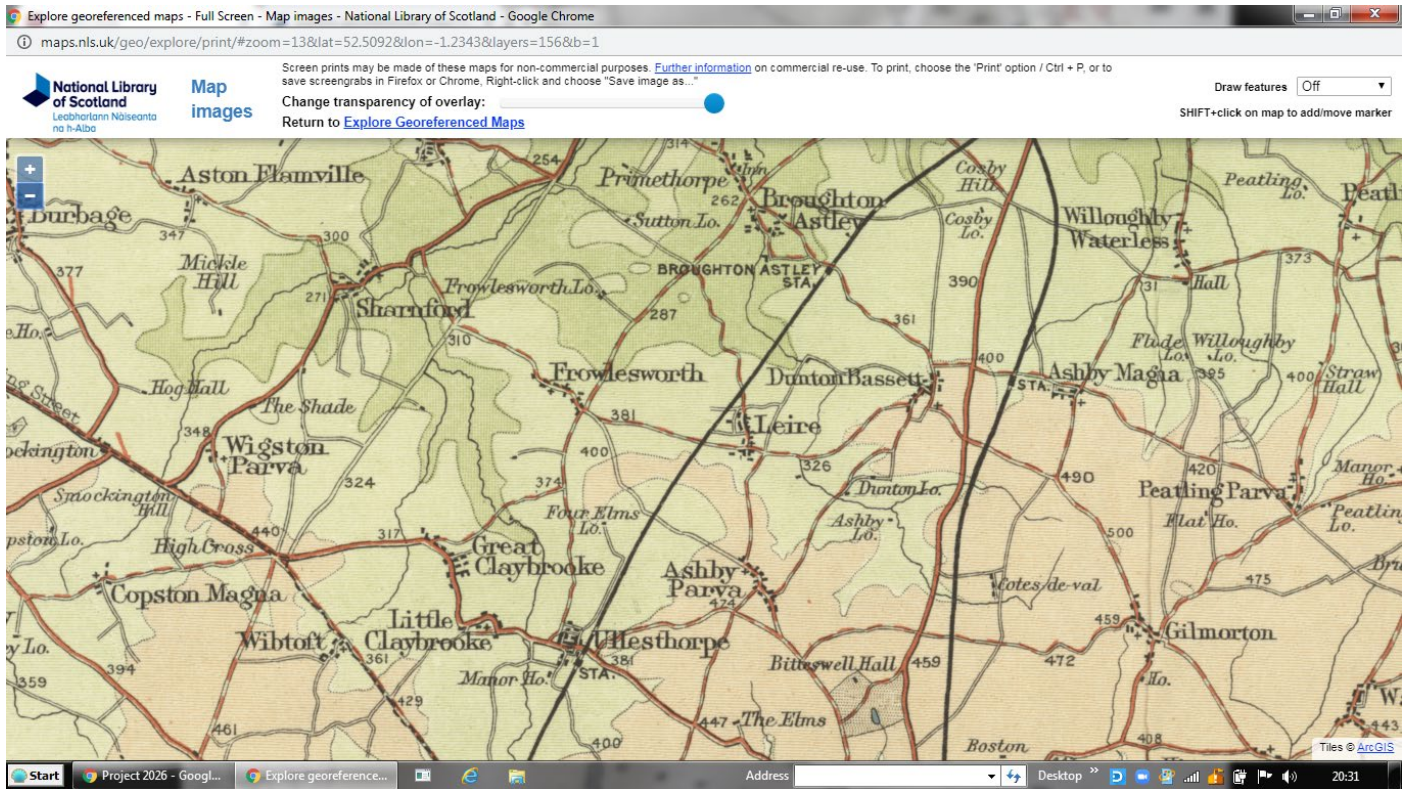 Explore georeferenced maps - Full Screen - Map images - National Library of Scotland - Google Chrome
maps.nls.uk/geo/explore/print/#zoom=13&lat=52.5092&lon=-1.2343&layers=156&b=1
National Library
of Scotland
Leabharlann Nàiseanta
na h-Alba
Map
images
Screen prints may be made of these maps for non-commercial purposes. Further information on commercial re-use. To print, choose the 'Print' option / Ctrl + P, or to
save screengrabs in Firefox or Chrome, Right-click and choose "Save image as..."
Change transparency of overlay:
Return to Explore Georeferenced Maps
Draw features Off
SHIFT+click on map to add/move marker
+
-
314
254
Aston Flamville
Primethorpe
Inn
262
Broughton
Astley
Cosby
Hill
Peatling
Lo.
Burbage
347
300
Sutton Lo.
Cosby
Lo.
Willoughby
Waterless
377
Mickle
Hill
BROUGHTON ASTLEY
STA.
373
271
Sharnford
Frowlesworth Lo.
390
31
Hall
287
361
310
Flude
Lo.
Willoughby
Lo.
Hog Hall
Frowlesworth
Dunton Bassett
400
STA.
Ashby Magna
395
400
Straw
Hall
The Shade
381
Leire
348
Wigston
Parva
400
326
324
374
Dunton Lo.
490
420
Manor
Ho.
Smockington
Hill
Four Elms
Lo.
Ashby
Lo.
Peatling Parva
Flat Ho.
440
High Cross
317
Great
Claybrooke
500
Copston Magna
Ashby
Parva
424
Cotes de val
475
Little
Claybrooke
459
Gilmorton
Wibtoft
361
Ullesthorpe
381
STA.
Bitteswell Hall
459
472
394
359
Manor Ho.
Ho.
429
461
447
The Elms
443
400
Boston
408
Tiles © ArcGIS
Start
Project 2026 - Googl...
Explore georeference...
Address
Desktop
20:31